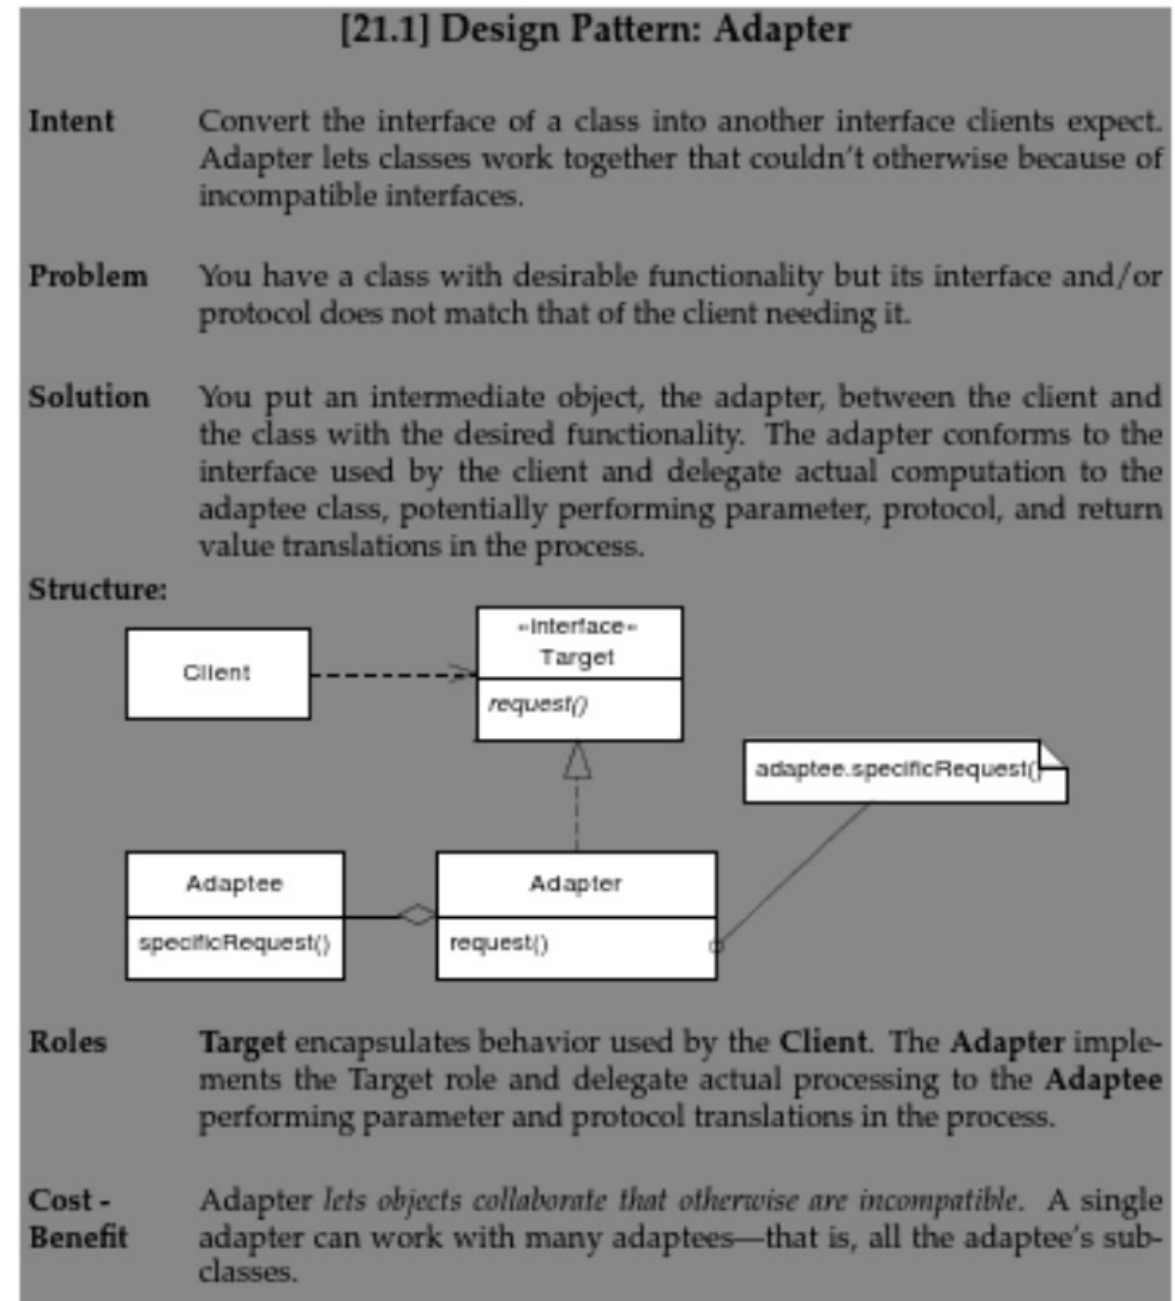 [21.1] Design Pattern: Adapter
Intent Convert the interface of a class into another interface clients expect.
Adapter lets classes work together that couldn't otherwise because of
incompatible interfaces.
Problem You have a class with desirable functionality but its interface and/or
protocol does not match that of the client needing it.
Solution You put an intermediate object, the adapter, between the client and
the class with the desired functionality. The adapter conforms to the
interface used by the client and delegate actual computation to the
adaptee class, potentially performing parameter, protocol, and return
value translations in the process.
Structure:
«interface»
Client
Target
request()
adaptee.specificRequest()
Adaptee
Adapter
specificRequest()
request()
Roles Target encapsulates behavior used by the Client. The Adapter imple-
ments the Target role and delegate actual processing to the Adaptee
performing parameter and protocol translations in the process.
Cost - Adapter lets objects collaborate that otherwise are incompatible. A single
Benefit adapter can work with many adaptees—that is, all the adaptee's sub-
classes.